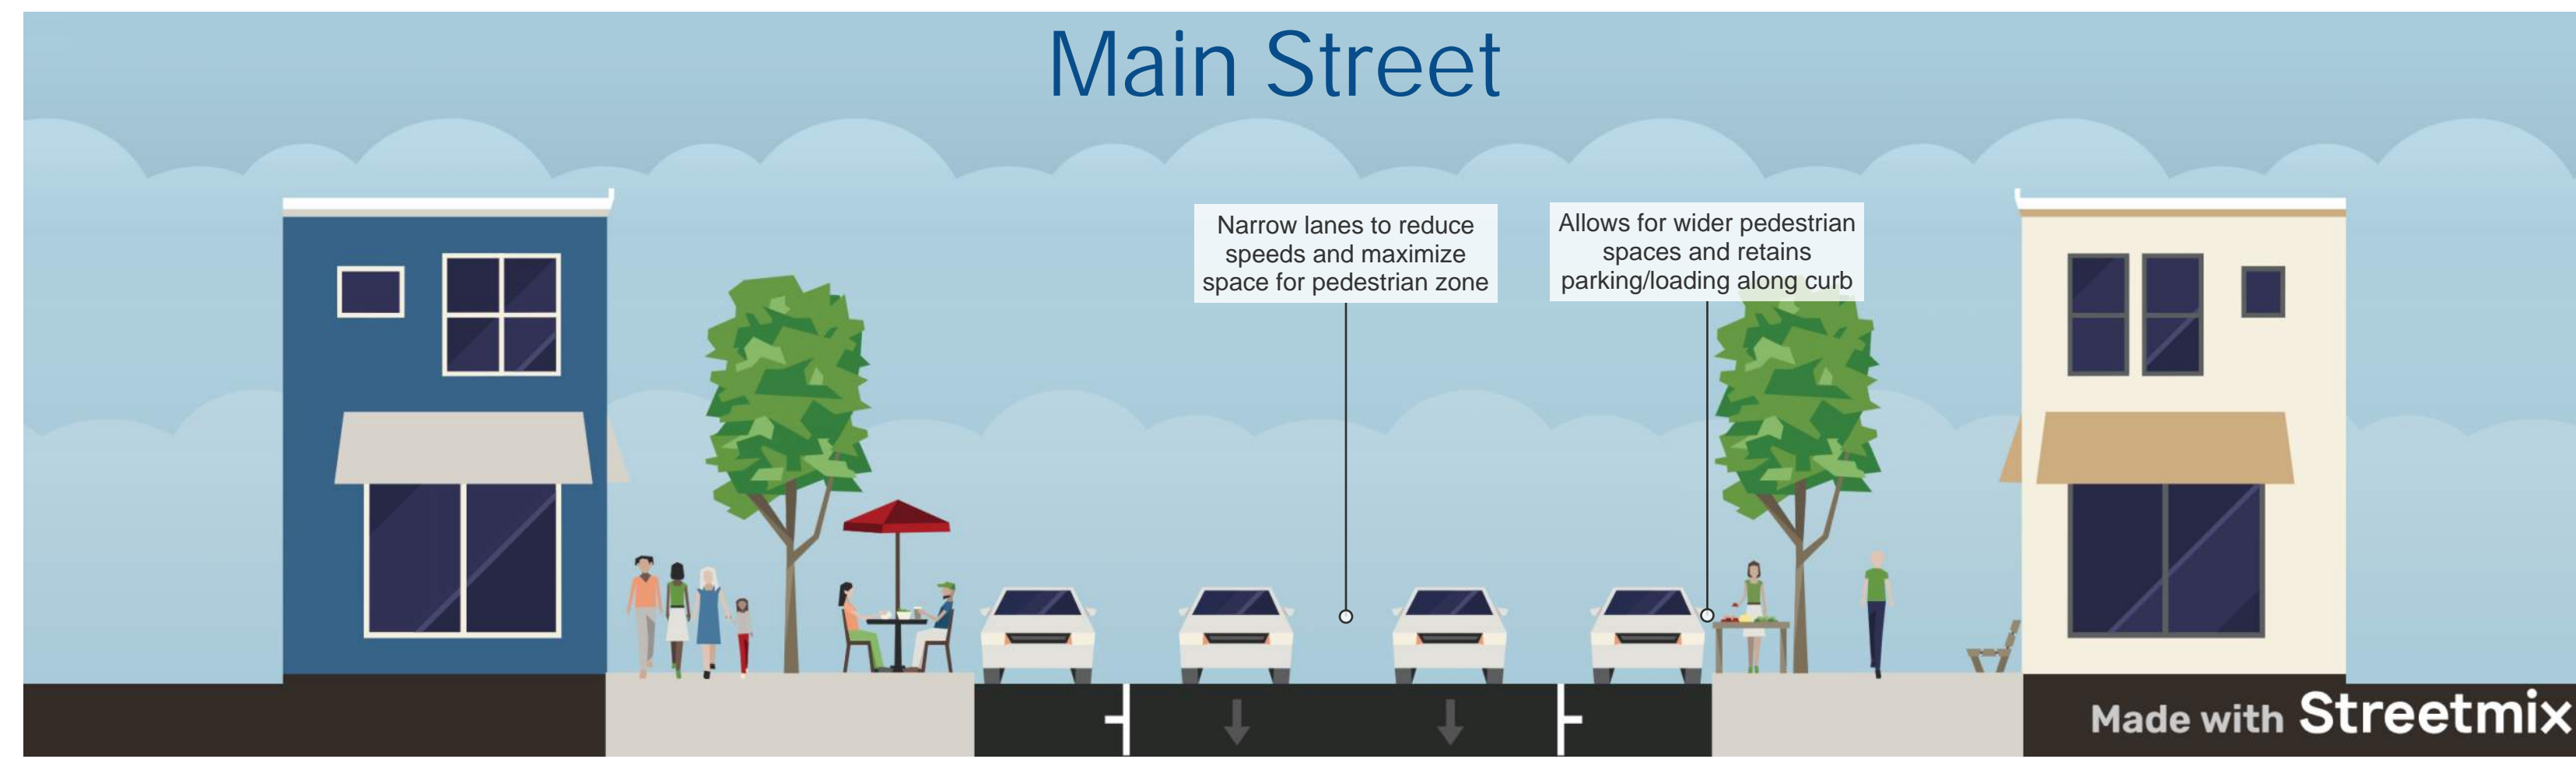 Main Street
Narrow lanes to reduce
speeds and maximize
space for pedestrian zone
Allows for wider pedestrian
spaces and retains
parking/loading along curb
Made with Streetmix